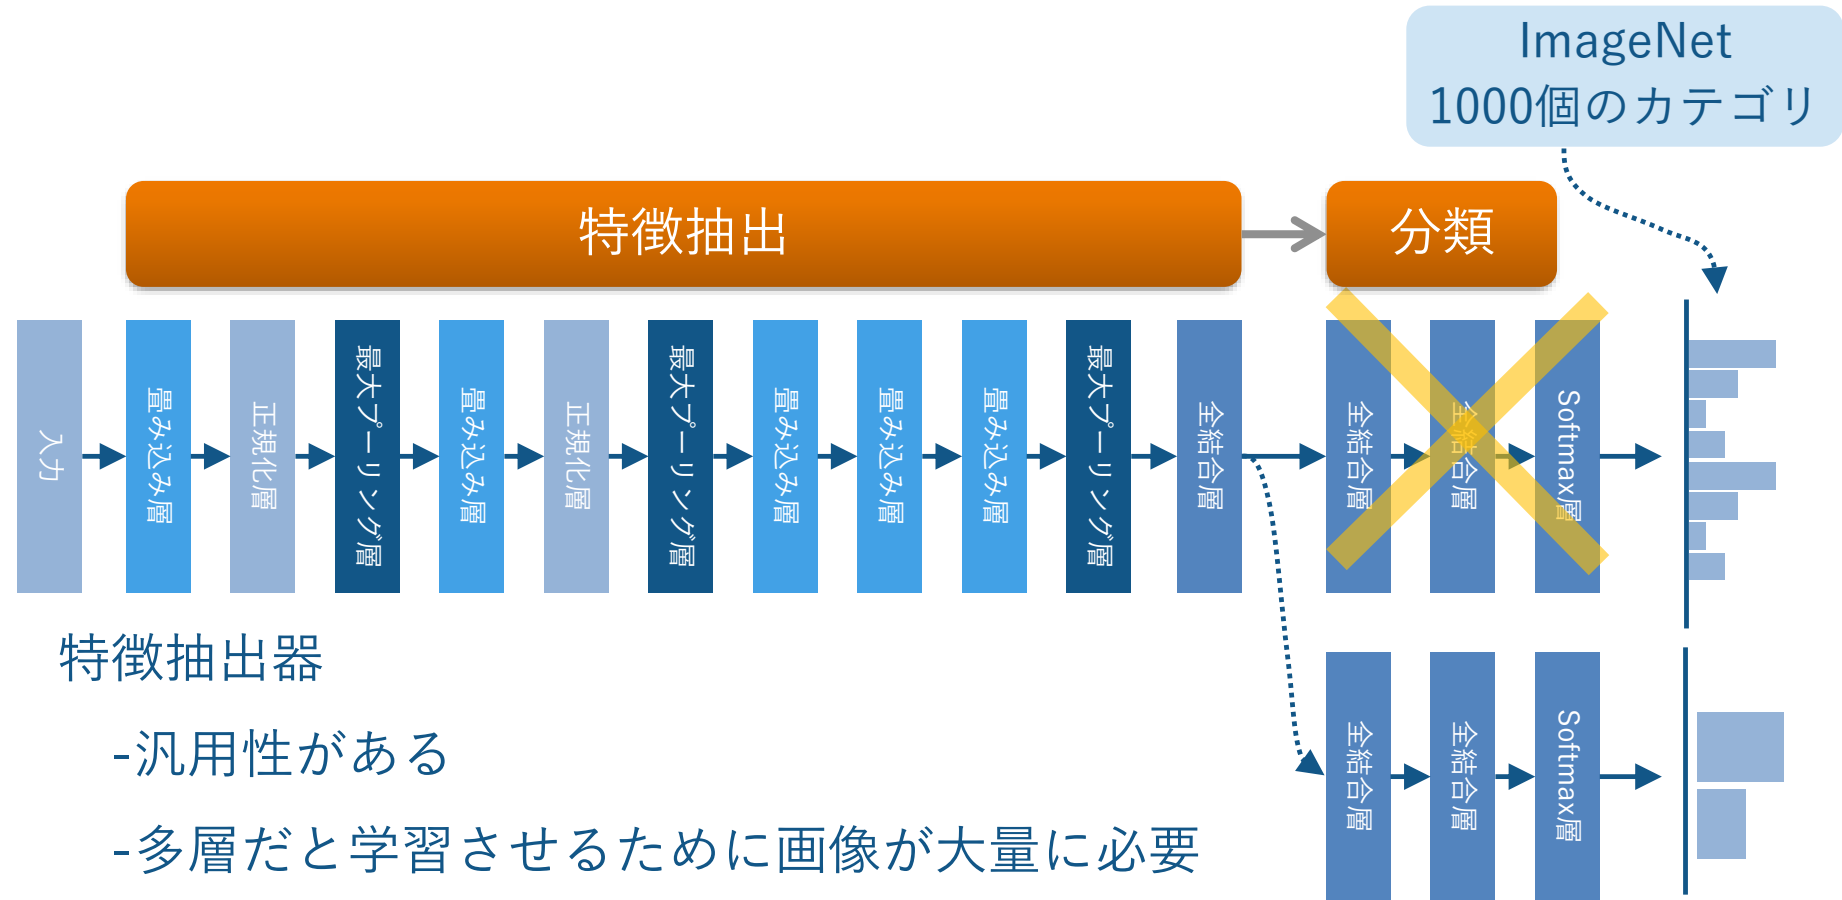 ImageNet
1000個のカテゴリ
特徴抽出
分類
入力
畳み込み層
正規化層
最大プーリング層
畳み込み層
正規化層
最大プーリング層
畳み込み層
畳み込み層
畳み込み層
最大プーリング層
全結合層
全結合層
全結合層
Softmax層
特徴抽出器
-汎用性がある
-多層だと学習させるために画像が大量に必要
全結合層
全結合層
Softmax層